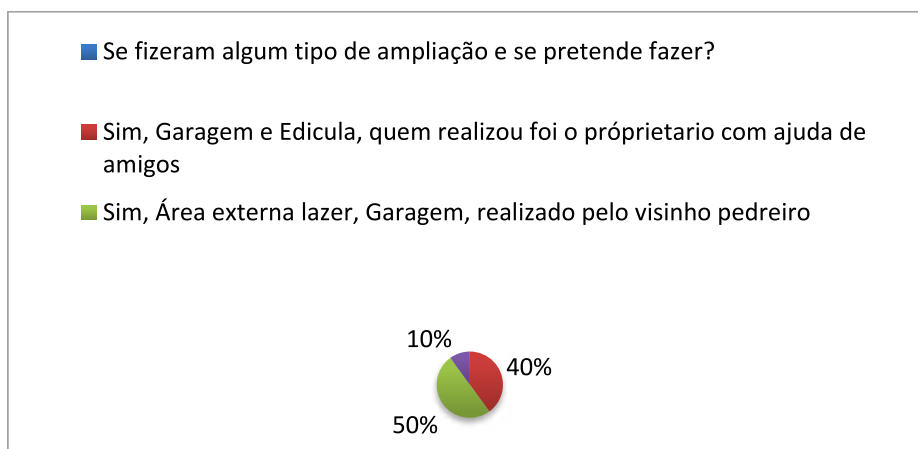 Se fizeram algum tipo de ampliação e se pretende fazer?
Sim, Garagem e Edicula, quem realizou foi o próprietario com ajuda de
amigos
Sim, Área externa lazer, Garagem, realizado pelo visinho pedreiro
10%
40%
50%